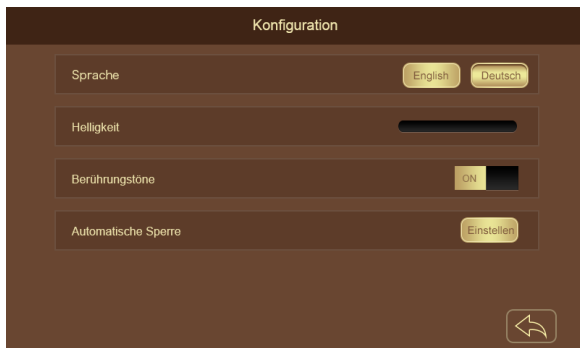 Konfiguration
Sprache English Deutsch
Helligkeit
Berührungstöne ON
Automatische Sperre Einstellen